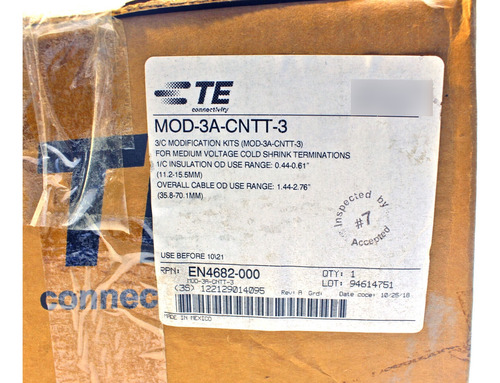 TE
connectivity
MOD-3A-CNTT-3
3/C MODIFICATION KITS (MOD-3A-CNTT-3)
FOR MEDIUM VOLTAGE COLD SHRINK TERMINATIONS
1/C INSULATION OD USE RANGE: 0.44-0.61"
(11.2-15.5MM)
OVERALL CABLE OD USE RANGE: 1.44-2.76"
(35.8-70.1MM)
Inspected by
#7
Accepted
USE BEFORE 10\21
RPN: EN4682-000
QTY: 1
MOD-3A-CNTT-3
LOT: 94614751
(35) 122129014095
Rev: A Grd:
Date code: 10/25/18
MADE IN MEXICO
T
connec